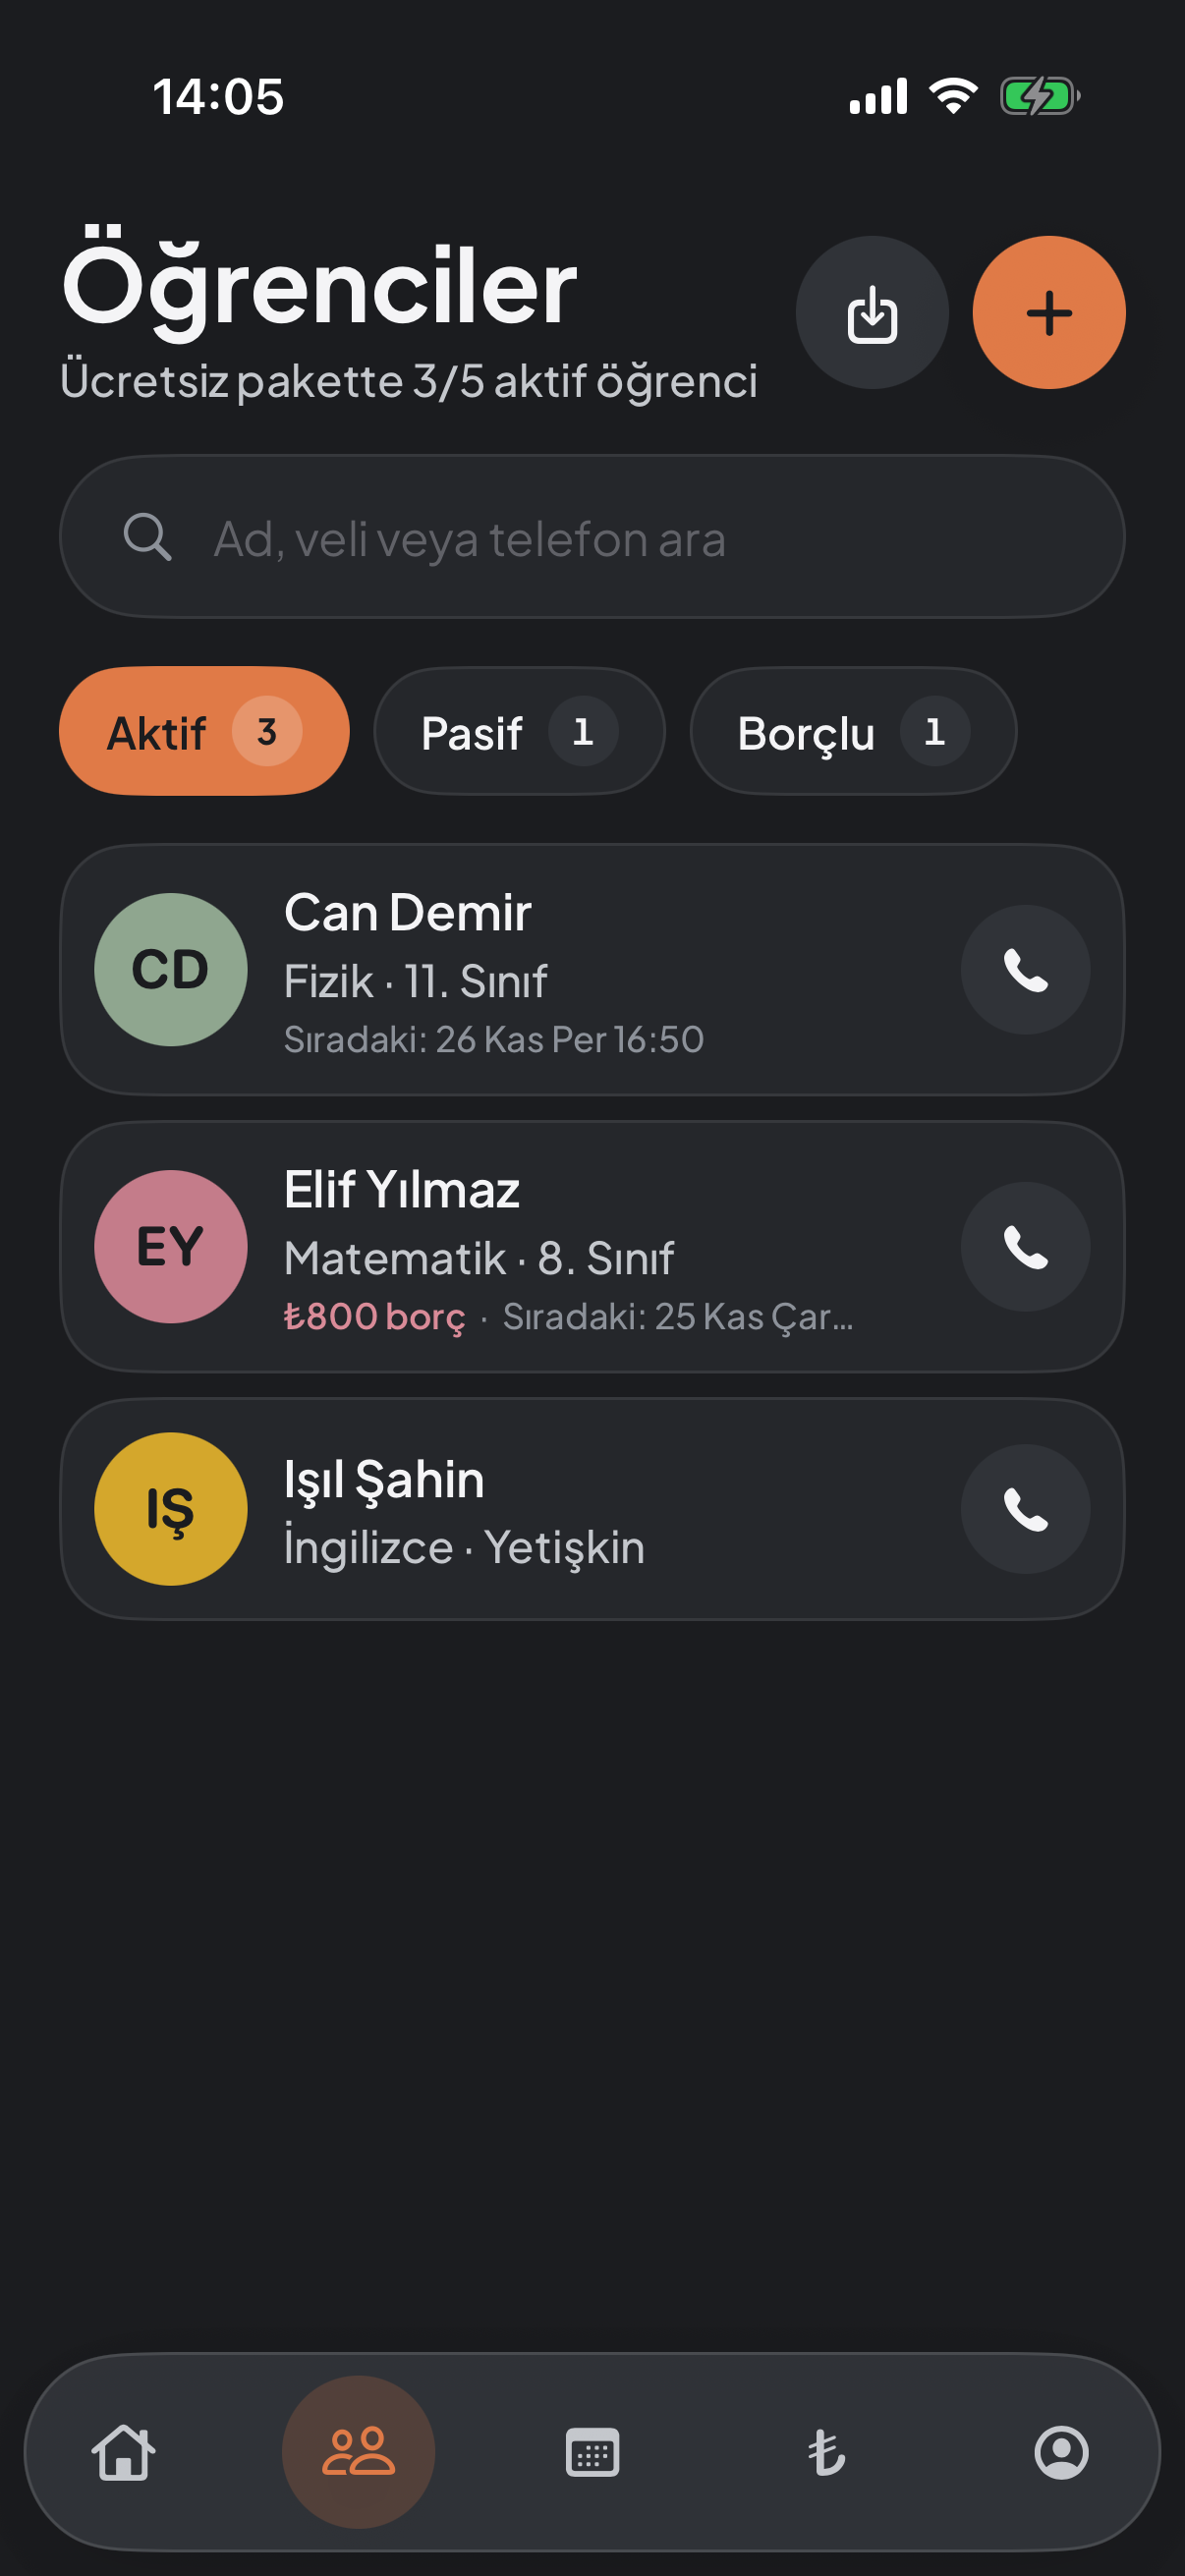 14:05
Öğrenciler
Ücretsiz pakette 3/5 aktif öğrenci
Ad, veli veya telefon ara
Aktif 3 Pasif 1 Borçlu 1
CD
Can Demir
Fizik · 11. Sınıf
Sıradaki: 26 Kas Per 16:50
EY
Elif Yılmaz
Matematik · 8. Sınıf
₺800 borç · Sıradaki: 25 Kas Çar...
IŞ
Işıl Şahin
İngilizce · Yetişkin
₺